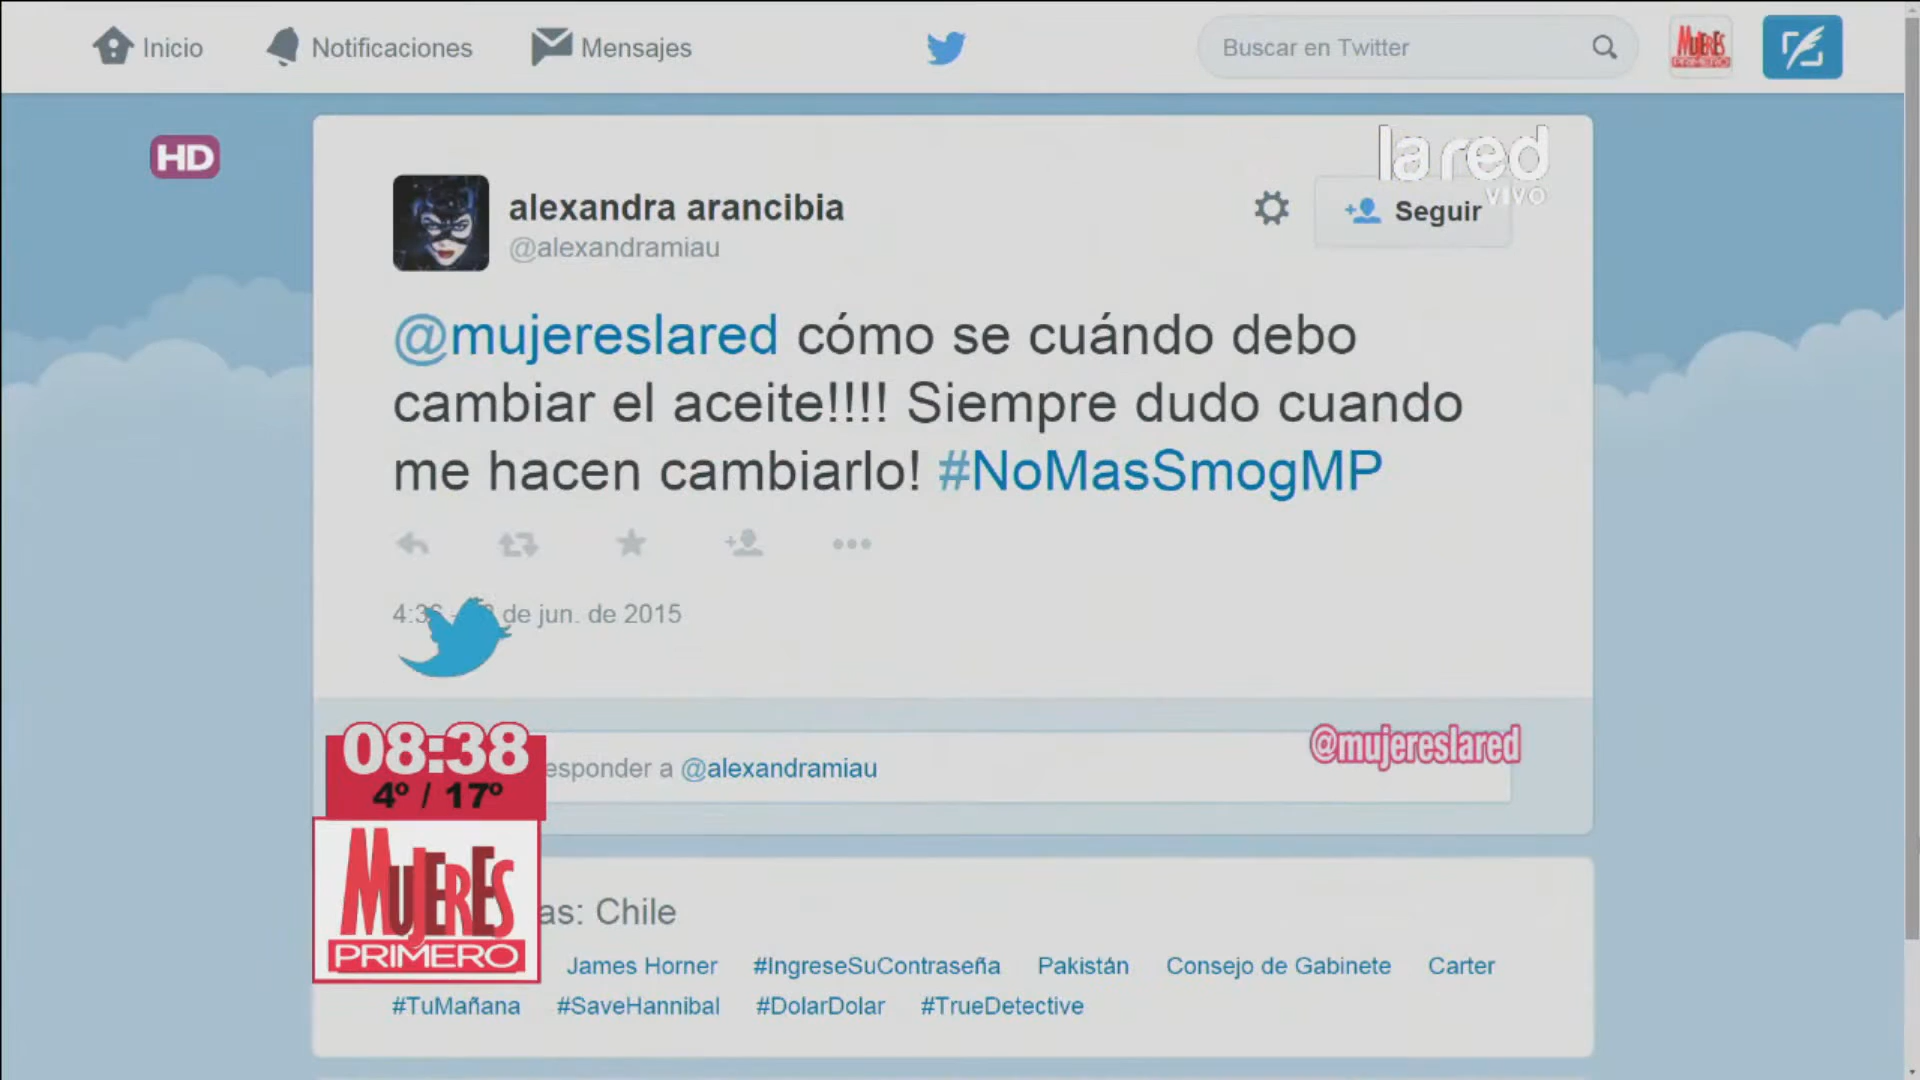 Inicio
Notificaciones
Mensajes
Buscar en Twitter
MUJERES PRIMERO
HD
la red
vivo
alexandra arancibia
@alexandramiau
Seguir
@mujereslared cómo se cuándo debo
cambiar el aceite!!!! Siempre dudo cuando
me hacen cambiarlo! #NoMasSmogMP
de jun. de 2015
08:38
4º / 17º
esponder a @alexandramiau
@mujereslared
MUJERES
PRIMERO
as: Chile
James Horner #IngreseSuContraseña Pakistán Consejo de Gabinete Carter
#TuMañana #SaveHannibal #DolarDolar #TrueDetective